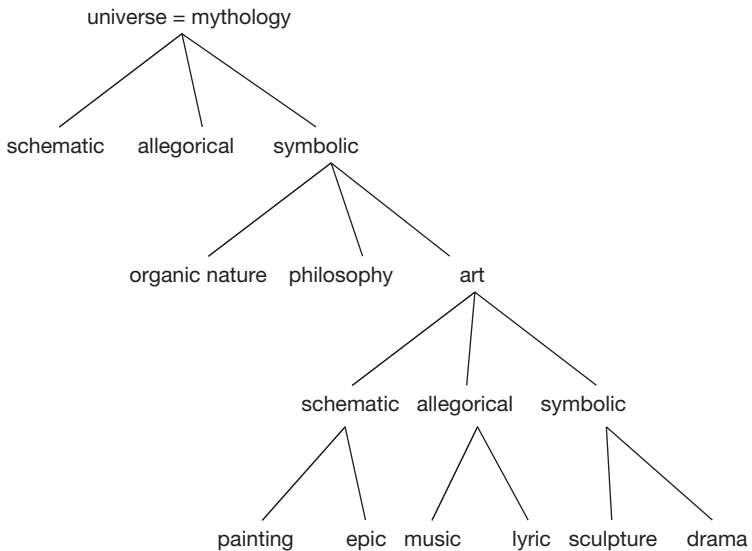 universe = mythology
schematic allegorical symbolic
organic nature philosophy art
schematic allegorical symbolic
painting epic music lyric sculpture drama